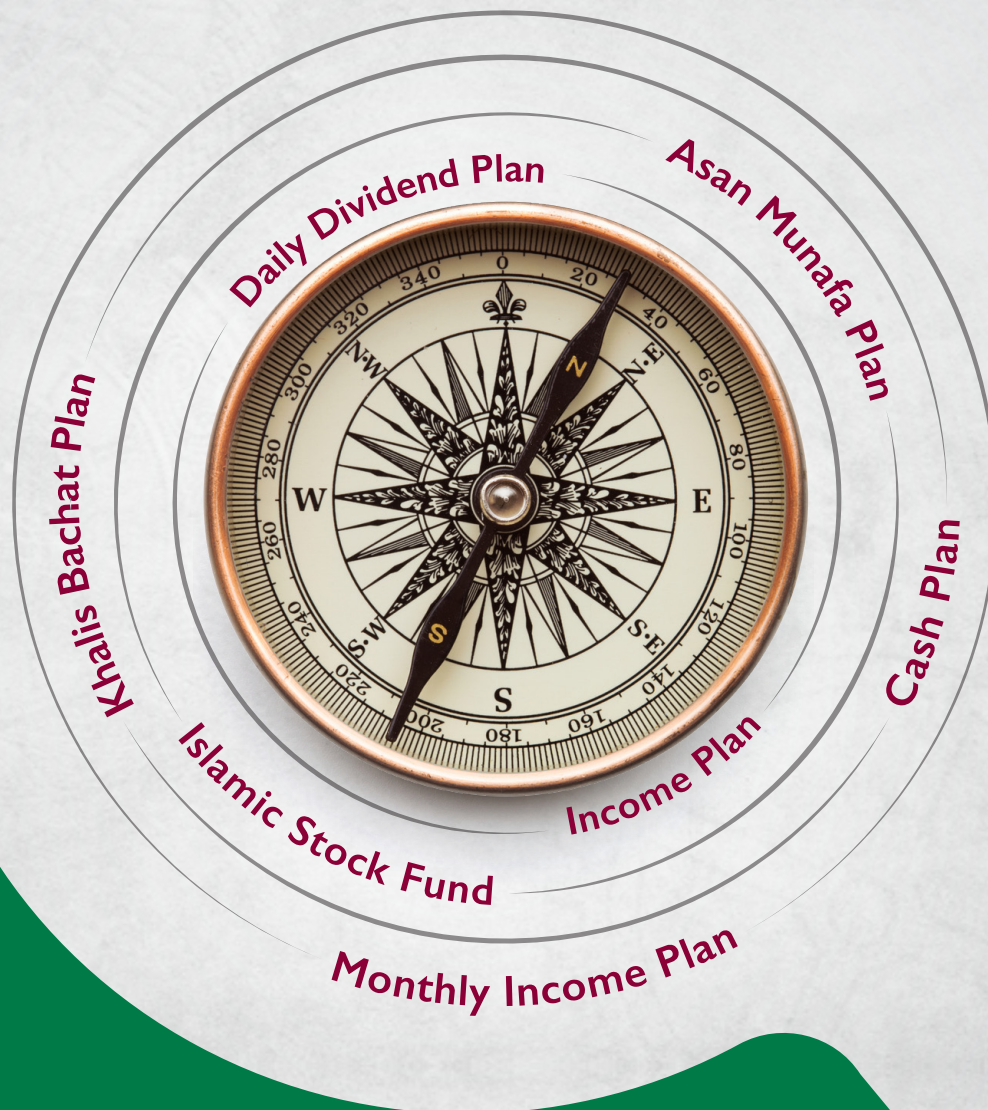 Daily Dividend Plan
Asan Munafa Plan
Khalis Bachat Plan
Cash Plan
Islamic Stock Fund
Income Plan
Monthly Income Plan
0
20
40
60
80
100
120
140
160
180
200
220
240
260
280
300
320
340
N·E
E
S·E
S
S·W
W
N·W
N
S